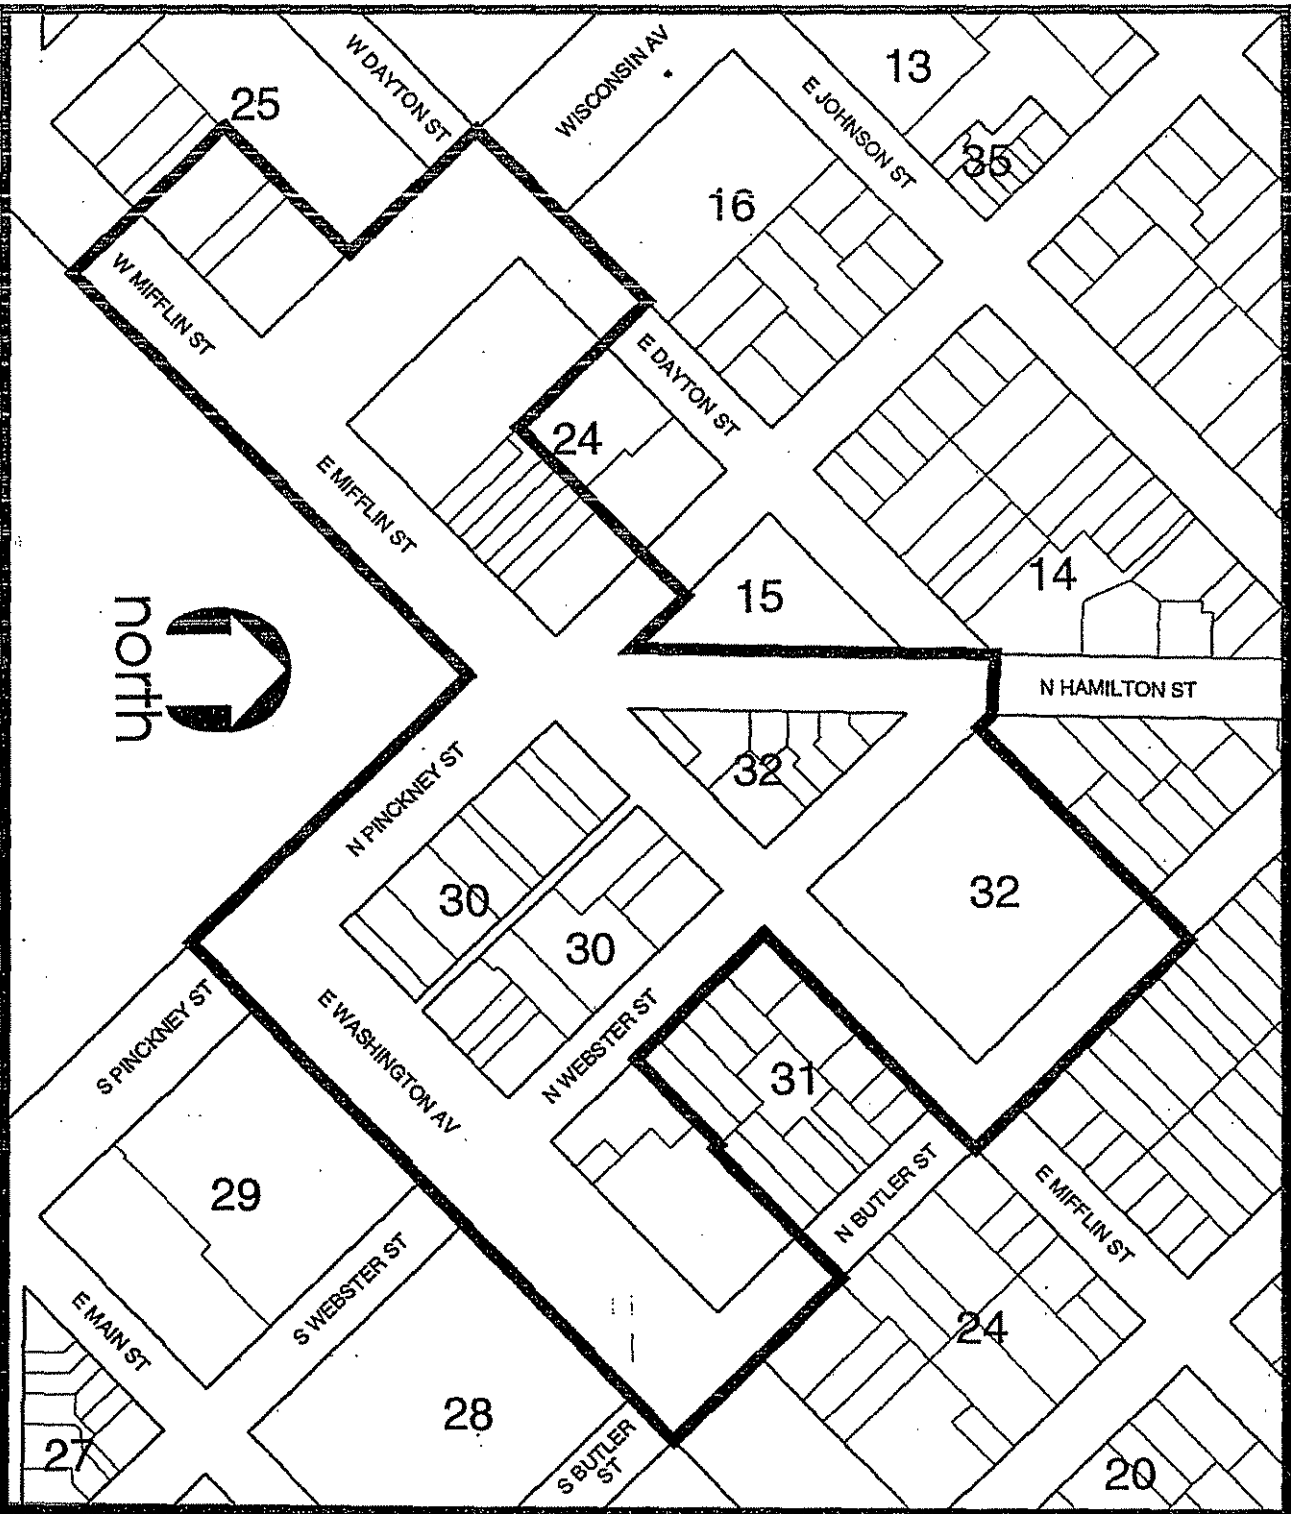 13
WISCONSIN AV
W DAYTON ST
25
E JOHNSON ST
35
16
W MIFFLIN ST
E DAYTON ST
24
E MIFFLIN ST
14
15
north
N HAMILTON ST
32
N PINCKNEY ST
30
32
30
S PINCKNEY ST
E WASHINGTON AV
N WEBSTER ST
31
N BUTLER ST
E MIFFLIN ST
29
S WEBSTER ST
E MAIN ST
24
28
27
S BUTLER
ST
20